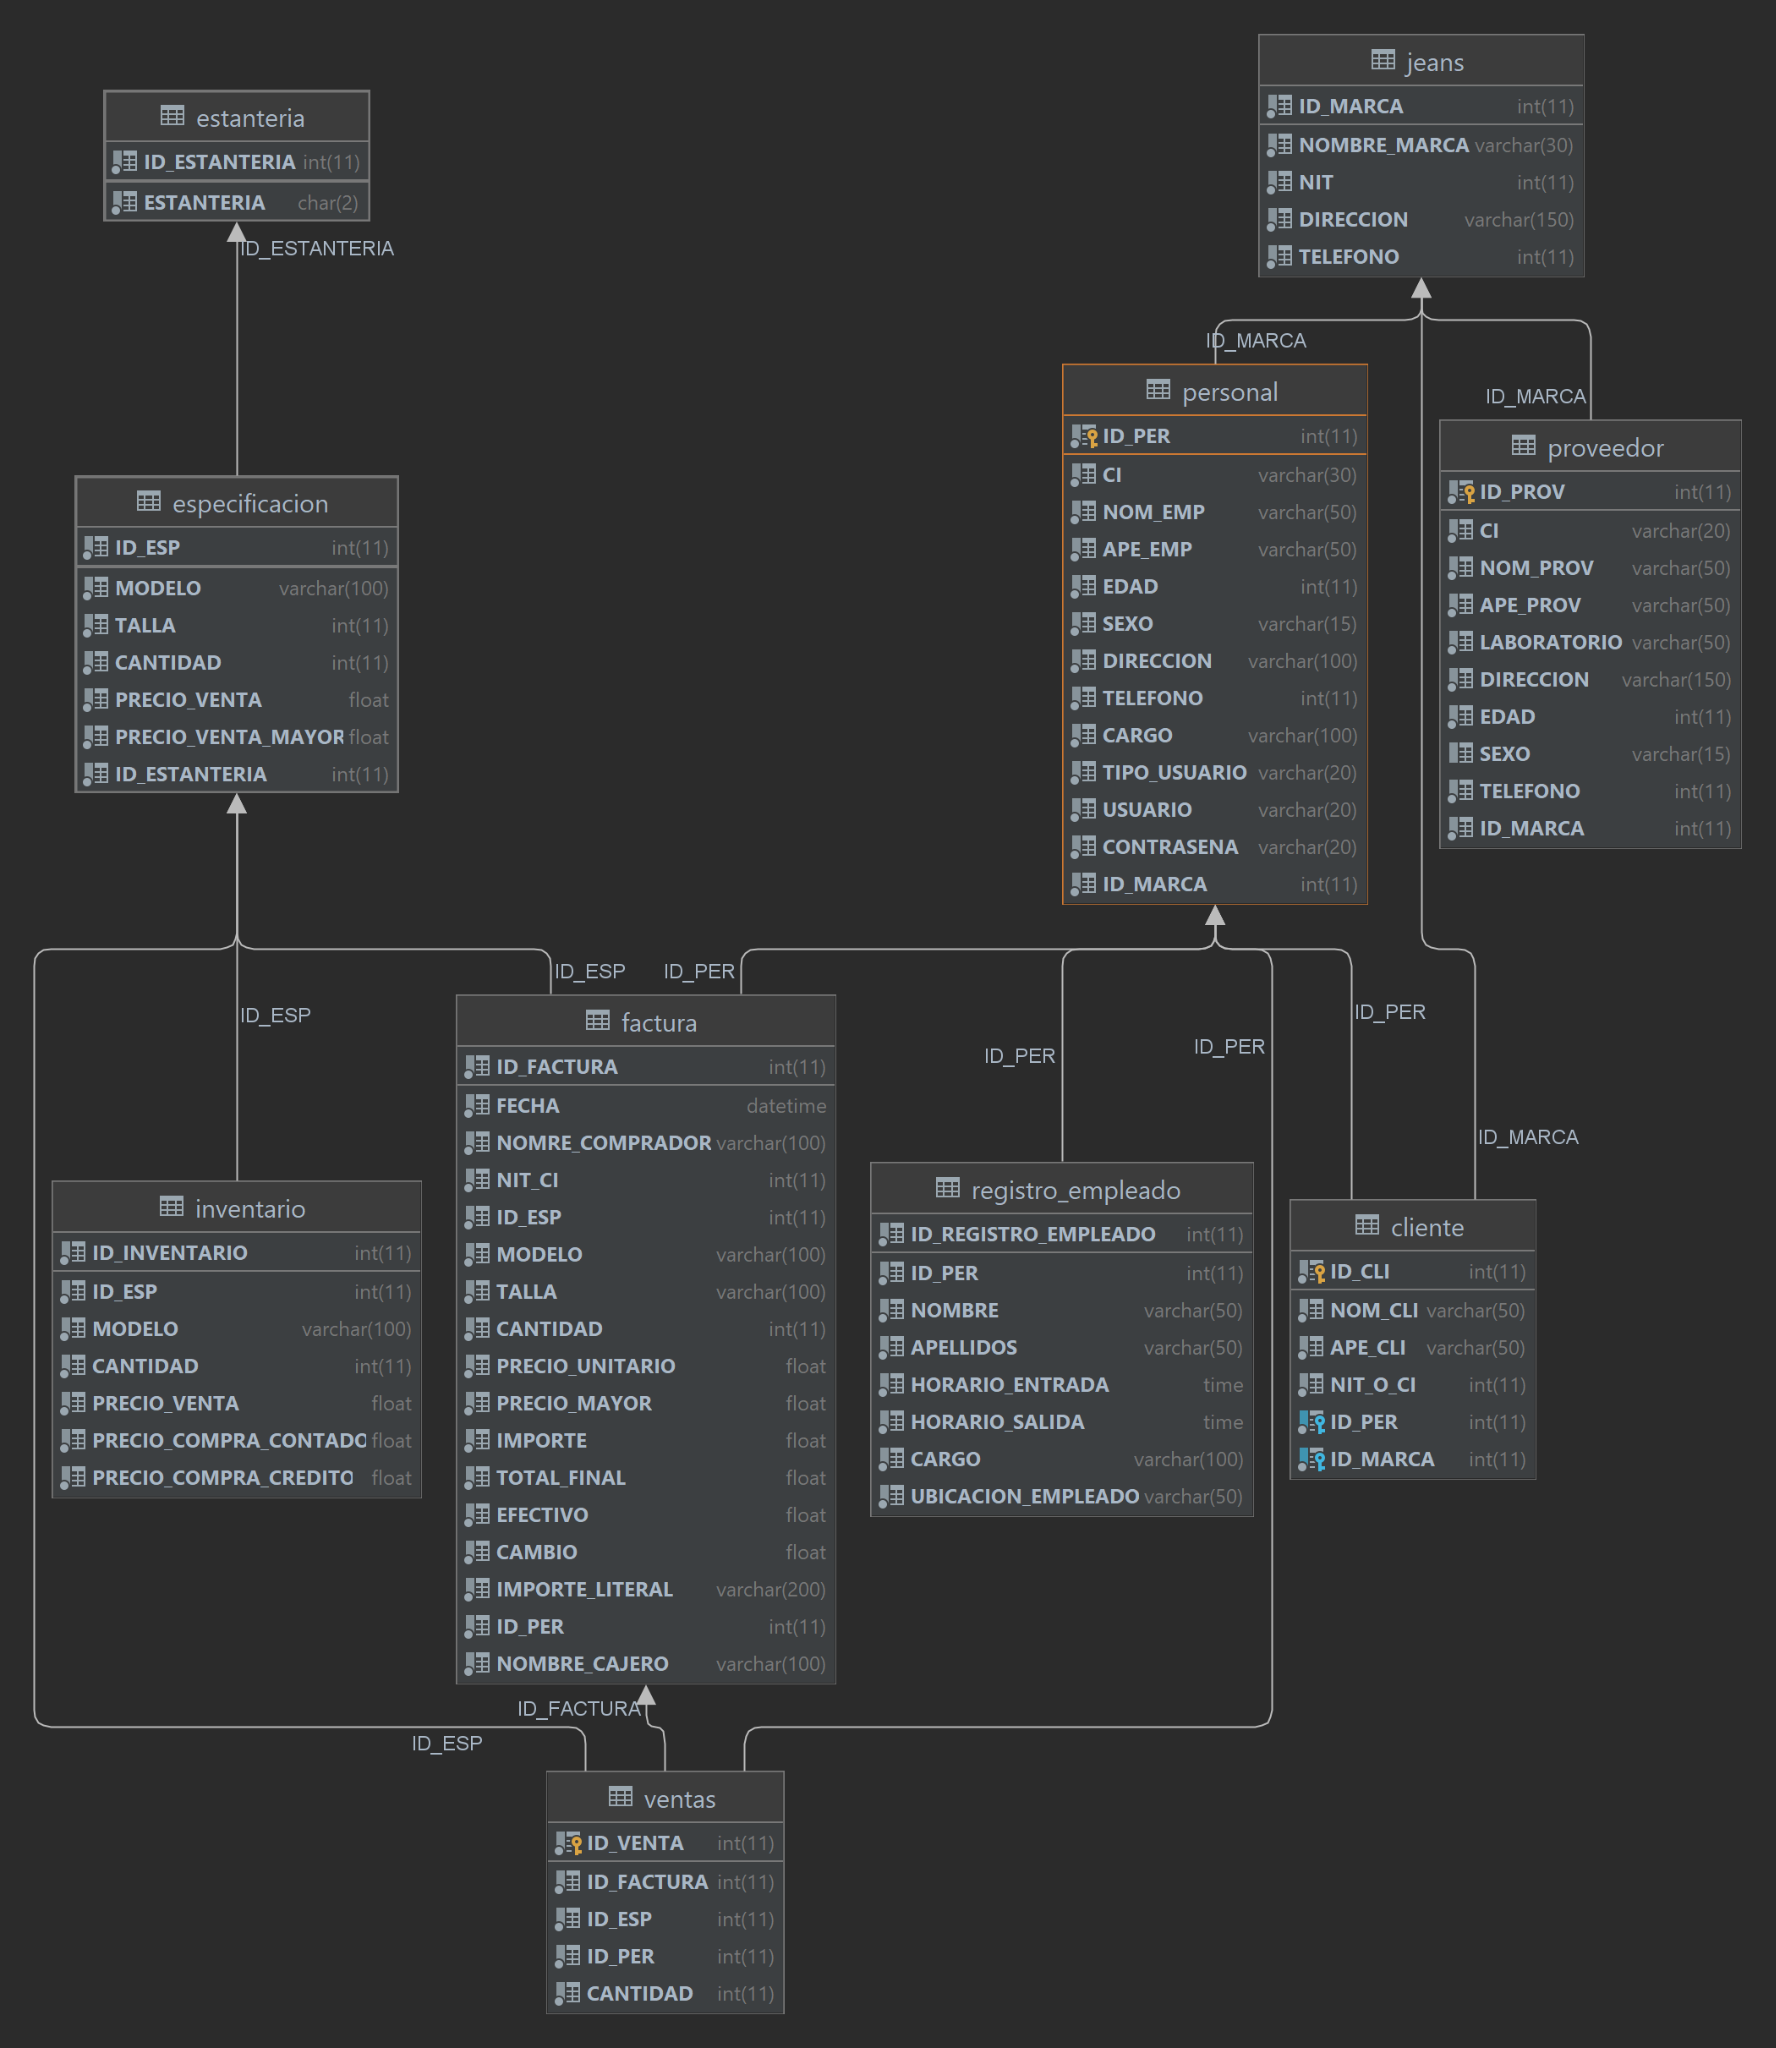 jeans
ID_MARCA int(11)
NOMBRE_MARCA varchar(30)
NIT int(11)
DIRECCION varchar(150)
TELEFONO int(11)
estanteria
ID_ESTANTERIA int(11)
ESTANTERIA char(2)
ID_ESTANTERIA
ID_MARCA
ID_MARCA
personal
ID_PER int(11)
CI varchar(30)
NOM_EMP varchar(50)
APE_EMP varchar(50)
EDAD int(11)
SEXO varchar(15)
DIRECCION varchar(100)
TELEFONO int(11)
CARGO varchar(100)
TIPO_USUARIO varchar(20)
USUARIO varchar(20)
CONTRASENA varchar(20)
ID_MARCA int(11)
proveedor
ID_PROV int(11)
CI varchar(20)
NOM_PROV varchar(50)
APE_PROV varchar(50)
LABORATORIO varchar(50)
DIRECCION varchar(150)
EDAD int(11)
SEXO varchar(15)
TELEFONO int(11)
ID_MARCA int(11)
especificacion
ID_ESP int(11)
MODELO varchar(100)
TALLA int(11)
CANTIDAD int(11)
PRECIO_VENTA float
PRECIO_VENTA_MAYOR float
ID_ESTANTERIA int(11)
ID_ESP
ID_PER
ID_ESP
ID_PER
ID_PER
ID_PER
ID_MARCA
factura
ID_FACTURA int(11)
FECHA datetime
NOMRE_COMPRADOR varchar(100)
NIT_CI int(11)
ID_ESP int(11)
MODELO varchar(100)
TALLA varchar(100)
CANTIDAD int(11)
PRECIO_UNITARIO float
PRECIO_MAYOR float
IMPORTE float
TOTAL_FINAL float
EFECTIVO float
CAMBIO float
IMPORTE_LITERAL varchar(200)
ID_PER int(11)
NOMBRE_CAJERO varchar(100)
inventario
ID_INVENTARIO int(11)
ID_ESP int(11)
MODELO varchar(100)
CANTIDAD int(11)
PRECIO_VENTA float
PRECIO_COMPRA_CONTADO float
PRECIO_COMPRA_CREDITO float
registro_empleado
ID_REGISTRO_EMPLEADO int(11)
ID_PER int(11)
NOMBRE varchar(50)
APELLIDOS varchar(50)
HORARIO_ENTRADA time
HORARIO_SALIDA time
CARGO varchar(100)
UBICACION_EMPLEADO varchar(50)
cliente
ID_CLI int(11)
NOM_CLI varchar(50)
APE_CLI varchar(50)
NIT_O_CI int(11)
ID_PER int(11)
ID_MARCA int(11)
ID_FACTURA
ID_ESP
ventas
ID_VENTA int(11)
ID_FACTURA int(11)
ID_ESP int(11)
ID_PER int(11)
CANTIDAD int(11)